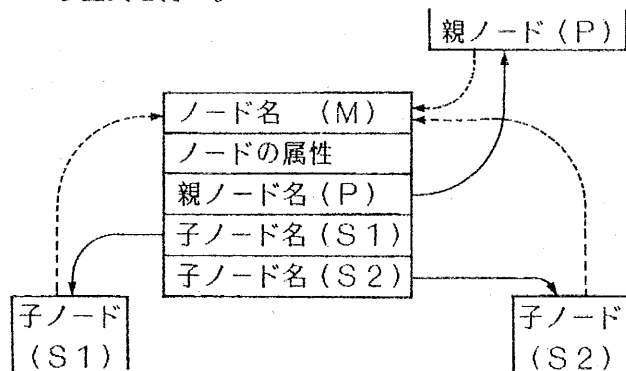 親ノード(P)
ノード名 (M)
ノードの属性
親ノード名(P)
子ノード名(S1)
子ノード名(S2)
子ノード
(S1)
子ノード
(S2)